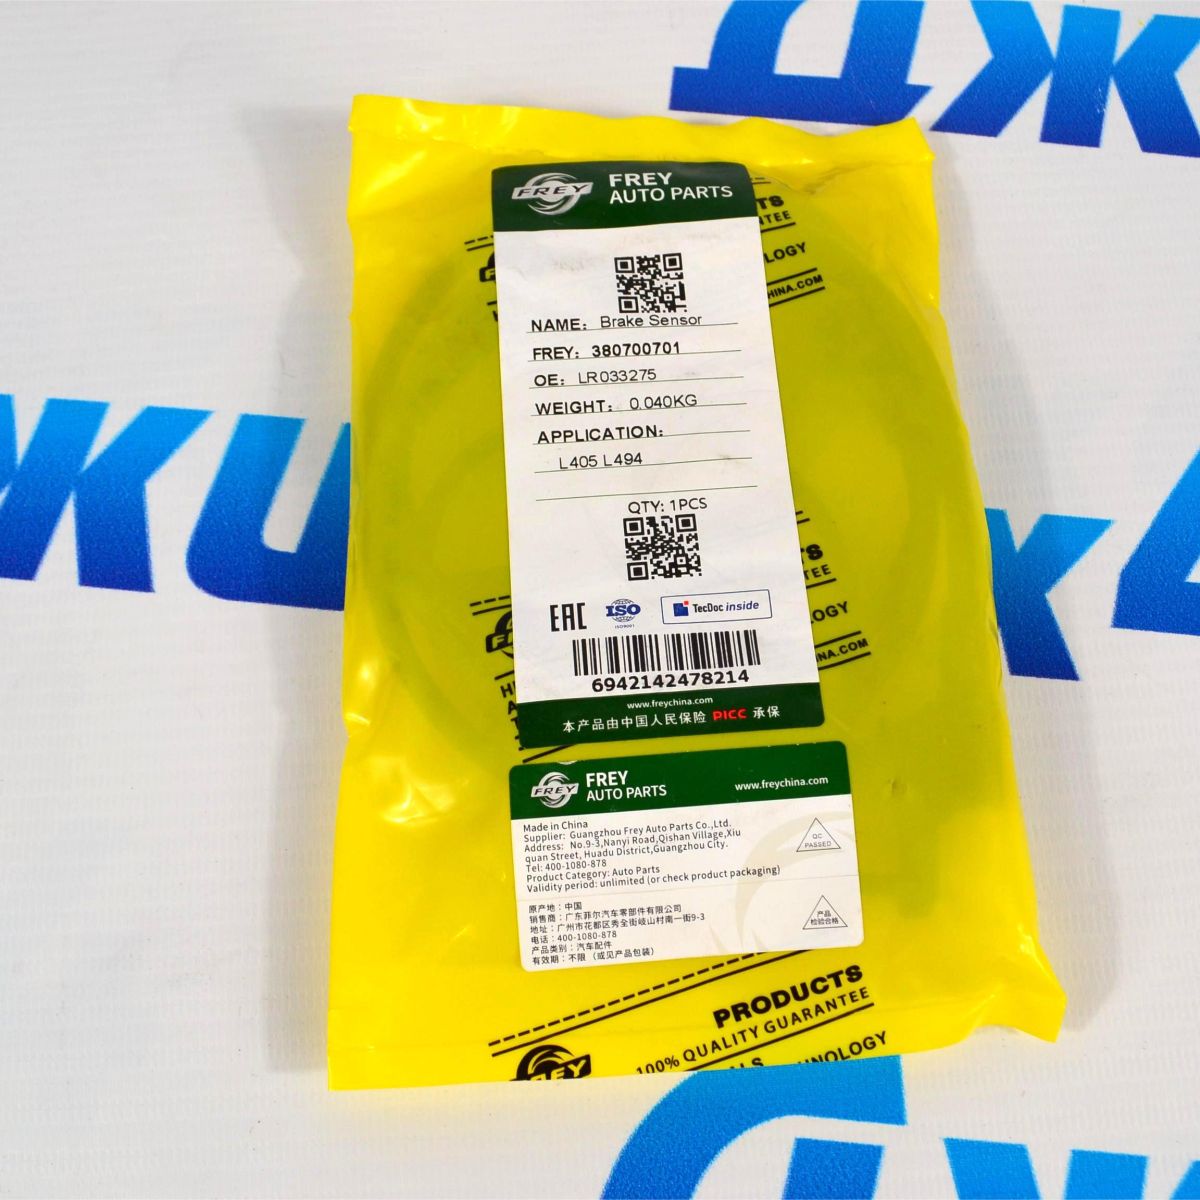 ДЖ
ЖИ
Ж
ДЖ
FREY
FREY
AUTO PARTS
NAME: Brake Sensor
FREY: 380700701
OE: LR033275
WEIGHT: 0.040KG
APPLICATION:
L405 L494
QTY: 1PCS
EAC
ISO
ISO9001
TecDoc inside
6942142478214
www.freychina.com
本产品由中国人民保险 PICC 承保
FREY
FREY
AUTO PARTS
www.freychina.com
Made in China
Supplier: Guangzhou Frey Auto Parts Co.,Ltd.
Address: No.9-3,Nanyi Road,Qishan Village,Xiu
quan Street, Huadu District,Guangzhou City.
Tel: 400-1080-878
Product Category: Auto Parts
Validity period: unlimited (or check product packaging)
QC
PASSED
原产地：中国
销售商：广东菲尔汽车零部件有限公司
地址：广州市花都区秀全街岐山村南一街9-3
电话：400-1080-878
产品类别：汽车配件
有效期：不限（或见产品包装）
产品
检验合格
PRODUCTS
100% QUALITY GUARANTEE
FREY